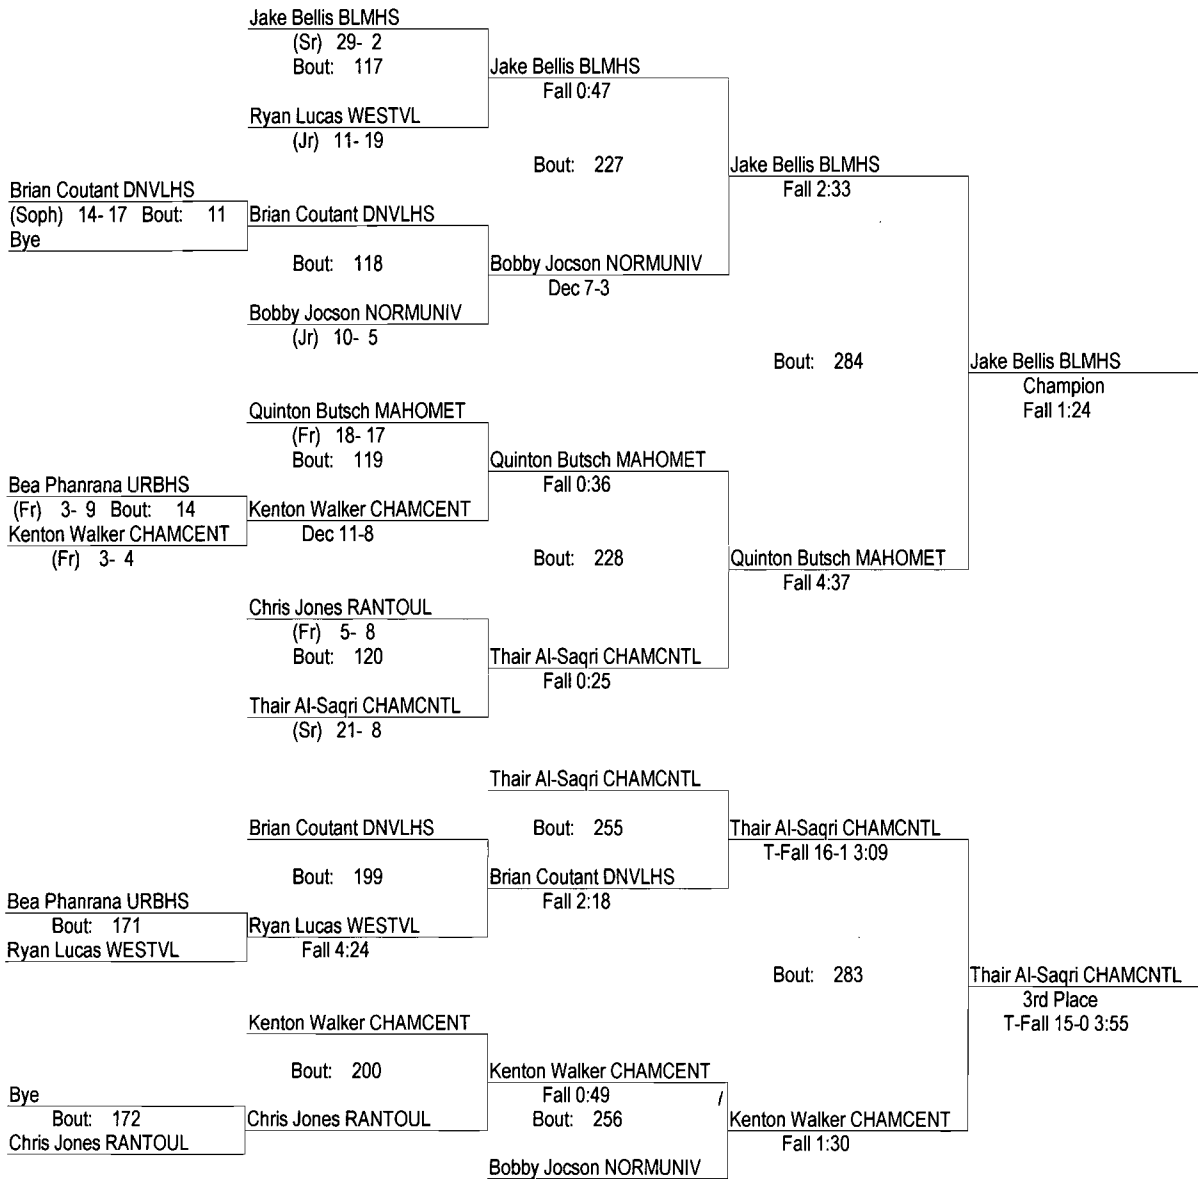 Jake Bellis BLMHS
(Sr) 29- 2
Bout: 117
Jake Bellis BLMHS
Fall 0:47
Ryan Lucas WESTVL
(Jr) 11- 19
Bout: 227
Jake Bellis BLMHS
Fall 2:33
Brian Coutant DNVLHS
(Soph) 14- 17 Bout: 11
Bye
Brian Coutant DNVLHS
Bout: 118
Bobby Jocson NORMUNIV
Dec 7-3
Bobby Jocson NORMUNIV
(Jr) 10- 5
Bout: 284
Jake Bellis BLMHS
Champion
Fall 1:24
Quinton Butsch MAHOMET
(Fr) 18- 17
Bout: 119
Quinton Butsch MAHOMET
Fall 0:36
Bea Phanrana URBHS
(Fr) 3- 9 Bout: 14
Kenton Walker CHAMCENT
(Fr) 3- 4
Kenton Walker CHAMCENT
Dec 11-8
Bout: 228
Quinton Butsch MAHOMET
Fall 4:37
Chris Jones RANTOUL
(Fr) 5- 8
Bout: 120
Thair Al-Saqri CHAMCNTL
Fall 0:25
Thair Al-Saqri CHAMCNTL
(Sr) 21- 8
Thair Al-Saqri CHAMCNTL
Bout: 255
Thair Al-Saqri CHAMCNTL
T-Fall 16-1 3:09
Brian Coutant DNVLHS
Bout: 199
Brian Coutant DNVLHS
Fall 2:18
Bea Phanrana URBHS
Bout: 171
Ryan Lucas WESTVL
Ryan Lucas WESTVL
Fall 4:24
Bout: 283
Thair Al-Saqri CHAMCNTL
3rd Place
T-Fall 15-0 3:55
Kenton Walker CHAMCENT
Bout: 200
Kenton Walker CHAMCENT
Fall 0:49
Bye
Bout: 172
Chris Jones RANTOUL
Chris Jones RANTOUL
Bout: 256
Kenton Walker CHAMCENT
Fall 1:30
Bobby Jocson NORMUNIV